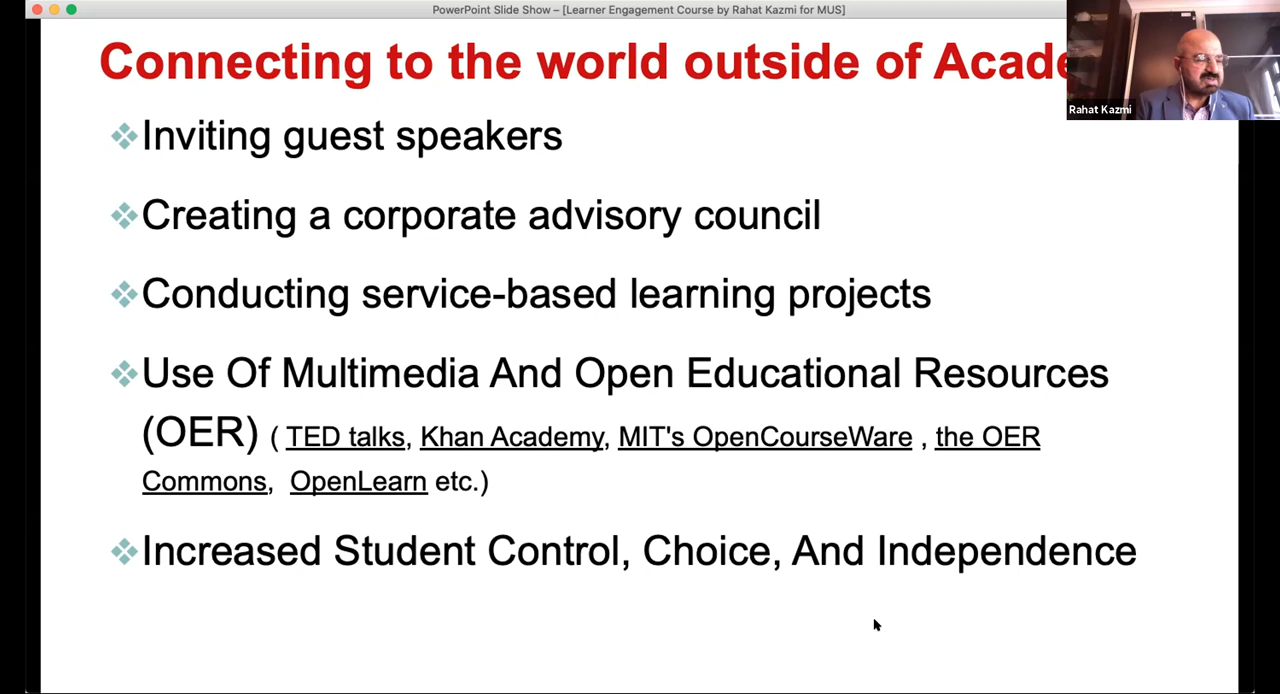 PowerPoint Slide Show – [Learner Engagement Course by Rahat Kazmi for MUS]
Connecting to the world outside of Acade
Rahat Kazmi
❖Inviting guest speakers
❖Creating a corporate advisory council
❖Conducting service-based learning projects
❖Use Of Multimedia And Open Educational Resources
(OER) ( TED talks, Khan Academy, MIT's OpenCourseWare , the OER
Commons, OpenLearn etc.)
❖Increased Student Control, Choice, And Independence